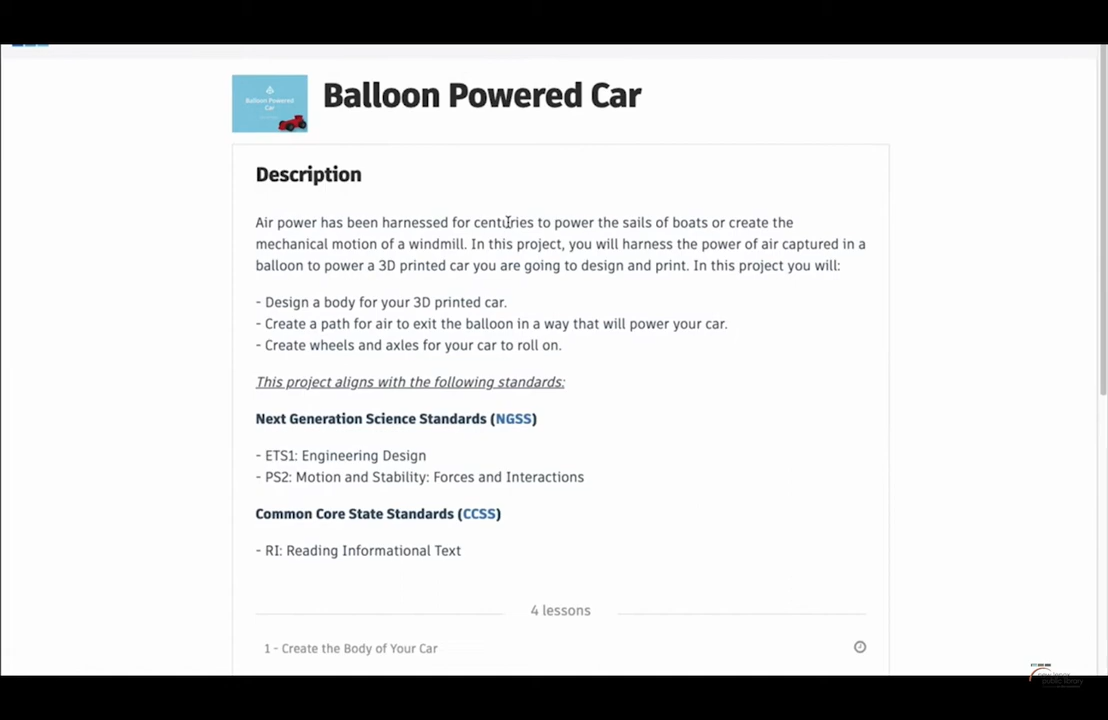 Balloon Powered
Car
Balloon Powered Car
Description
Air power has been harnessed for centuries to power the sails of boats or create the
mechanical motion of a windmill. In this project, you will harness the power of air captured in a
balloon to power a 3D printed car you are going to design and print. In this project you will:
- Design a body for your 3D printed car.
- Create a path for air to exit the balloon in a way that will power your car.
- Create wheels and axles for your car to roll on.
This project aligns with the following standards:
Next Generation Science Standards (NGSS)
- ETS1: Engineering Design
- PS2: Motion and Stability: Forces and Interactions
Common Core State Standards (CCSS)
- RI: Reading Informational Text
4 lessons
1 - Create the Body of Your Car
public library